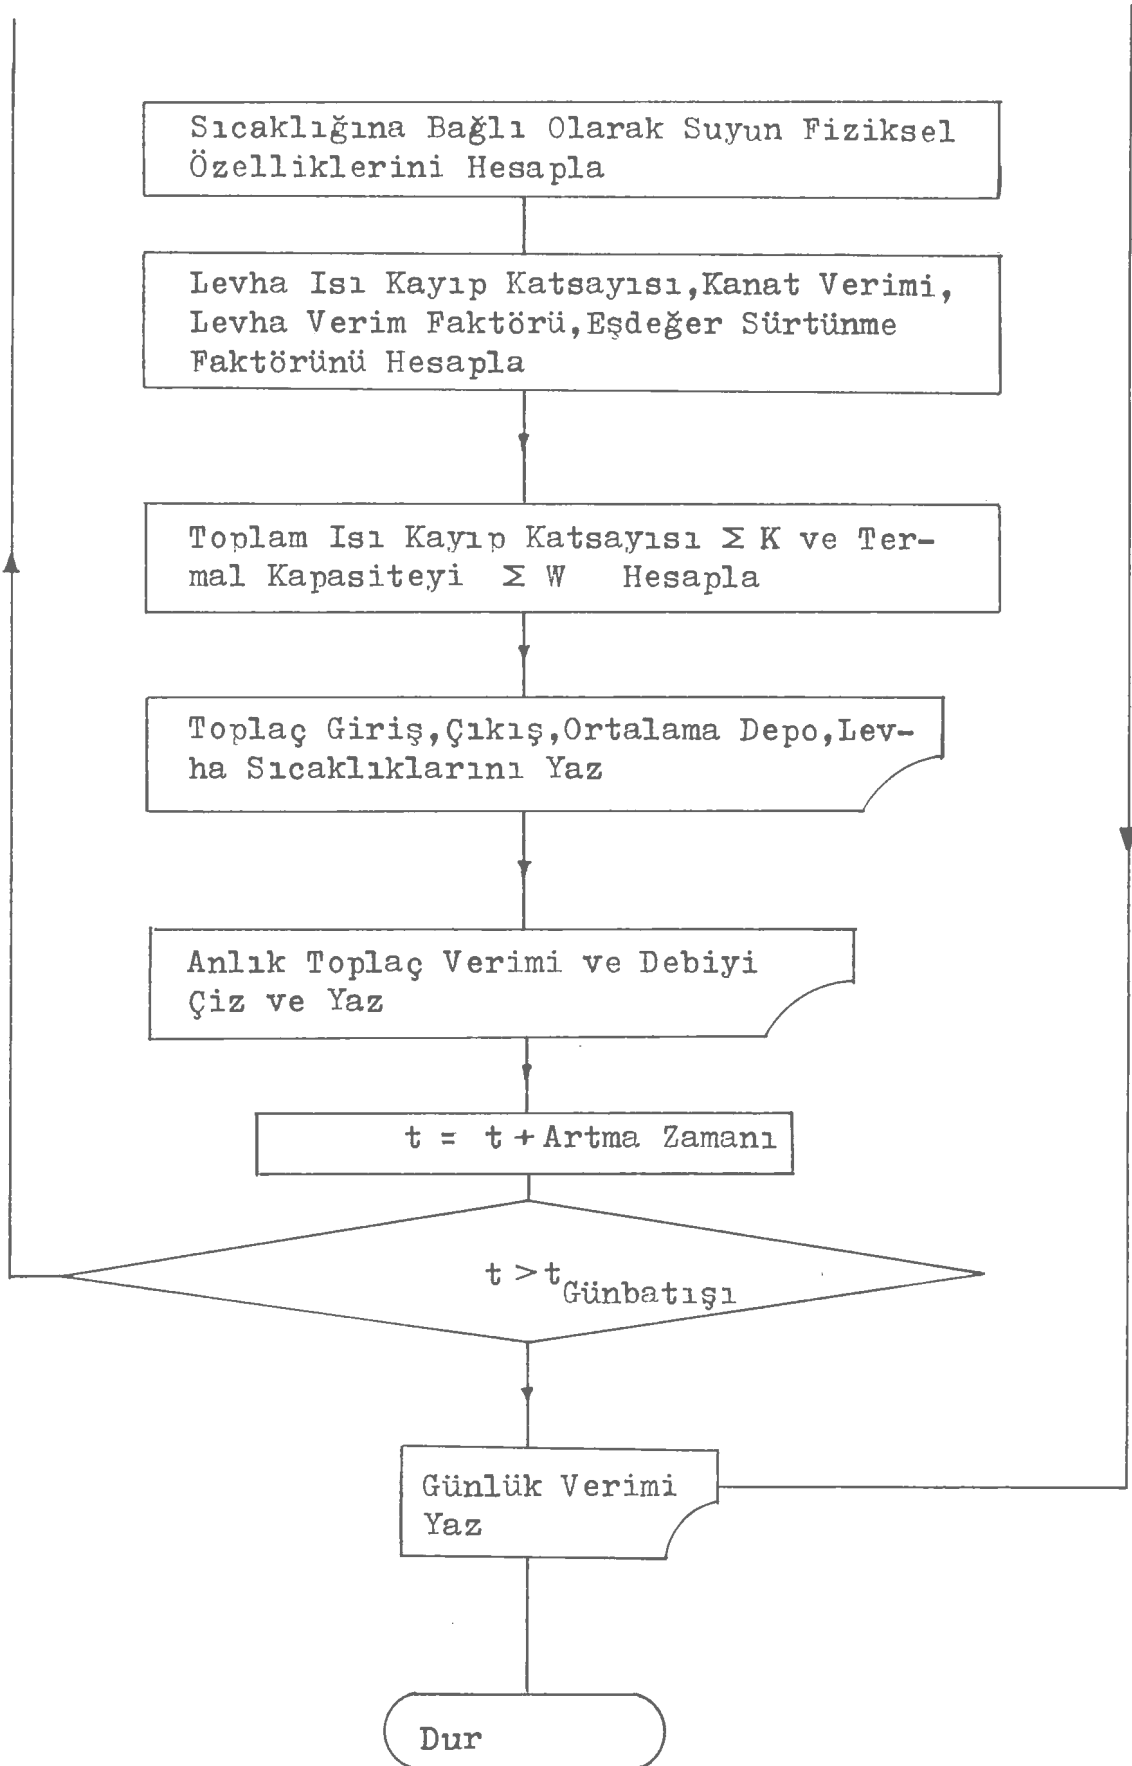 Sıcaklığına Bağlı Olarak Suyun Fiziksel
Özelliklerini Hesapla
Levha Isı Kayıp Katsayısı,Kanat Verimi,
Levha Verim Faktörü,Eşdeğer Sürtünme
Faktörünü Hesapla
Toplam Isı Kayıp Katsayısı Σ K ve Ter-
mal Kapasiteyi Σ W Hesapla
Toplaç Giriş,Çıkış,Ortalama Depo,Lev-
ha Sıcaklıklarını Yaz
Anlık Toplaç Verimi ve Debiyi
Çiz ve Yaz
t = t + Artma Zamanı
t > t Günbatışı
Günlük Verimi
Yaz
Dur